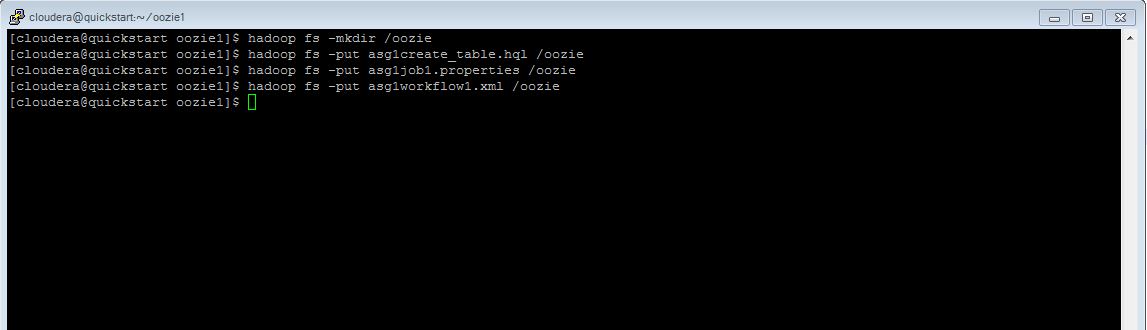 cloudera@quickstart:~/oozie1
[cloudera@quickstart oozie1]$ hadoop fs -mkdir /oozie
[cloudera@quickstart oozie1]$ hadoop fs -put asg1create_table.hql /oozie
[cloudera@quickstart oozie1]$ hadoop fs -put asg1job1.properties /oozie
[cloudera@quickstart oozie1]$ hadoop fs -put asg1workflow1.xml /oozie
[cloudera@quickstart oozie1]$